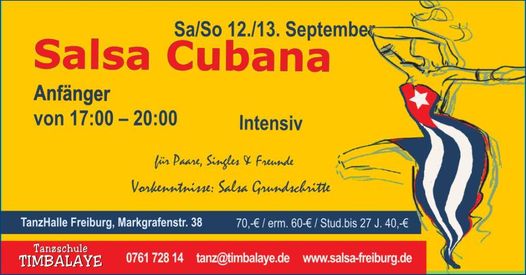 Sa/So 12./13. September
Salsa Cubana
Anfänger
von 17:00 – 20:00
Intensiv
für Paare, Singles & Freunde
Vorkenntnisse: Salsa Grundschritte
TanzHalle Freiburg, Markgrafenstr. 38 70,-€ / erm. 60-€ / Stud.bis 27 J. 40,-€
Tanzschule
TIMBALAYE 0761 728 14 tanz@timbalaye.de www.salsa-freiburg.de